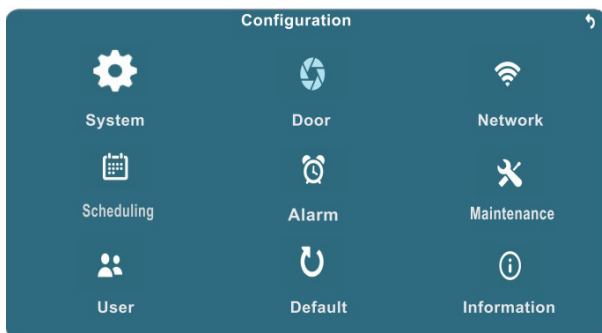 Configuration
System
Door
Network
Scheduling
Alarm
Maintenance
User
Default
Information